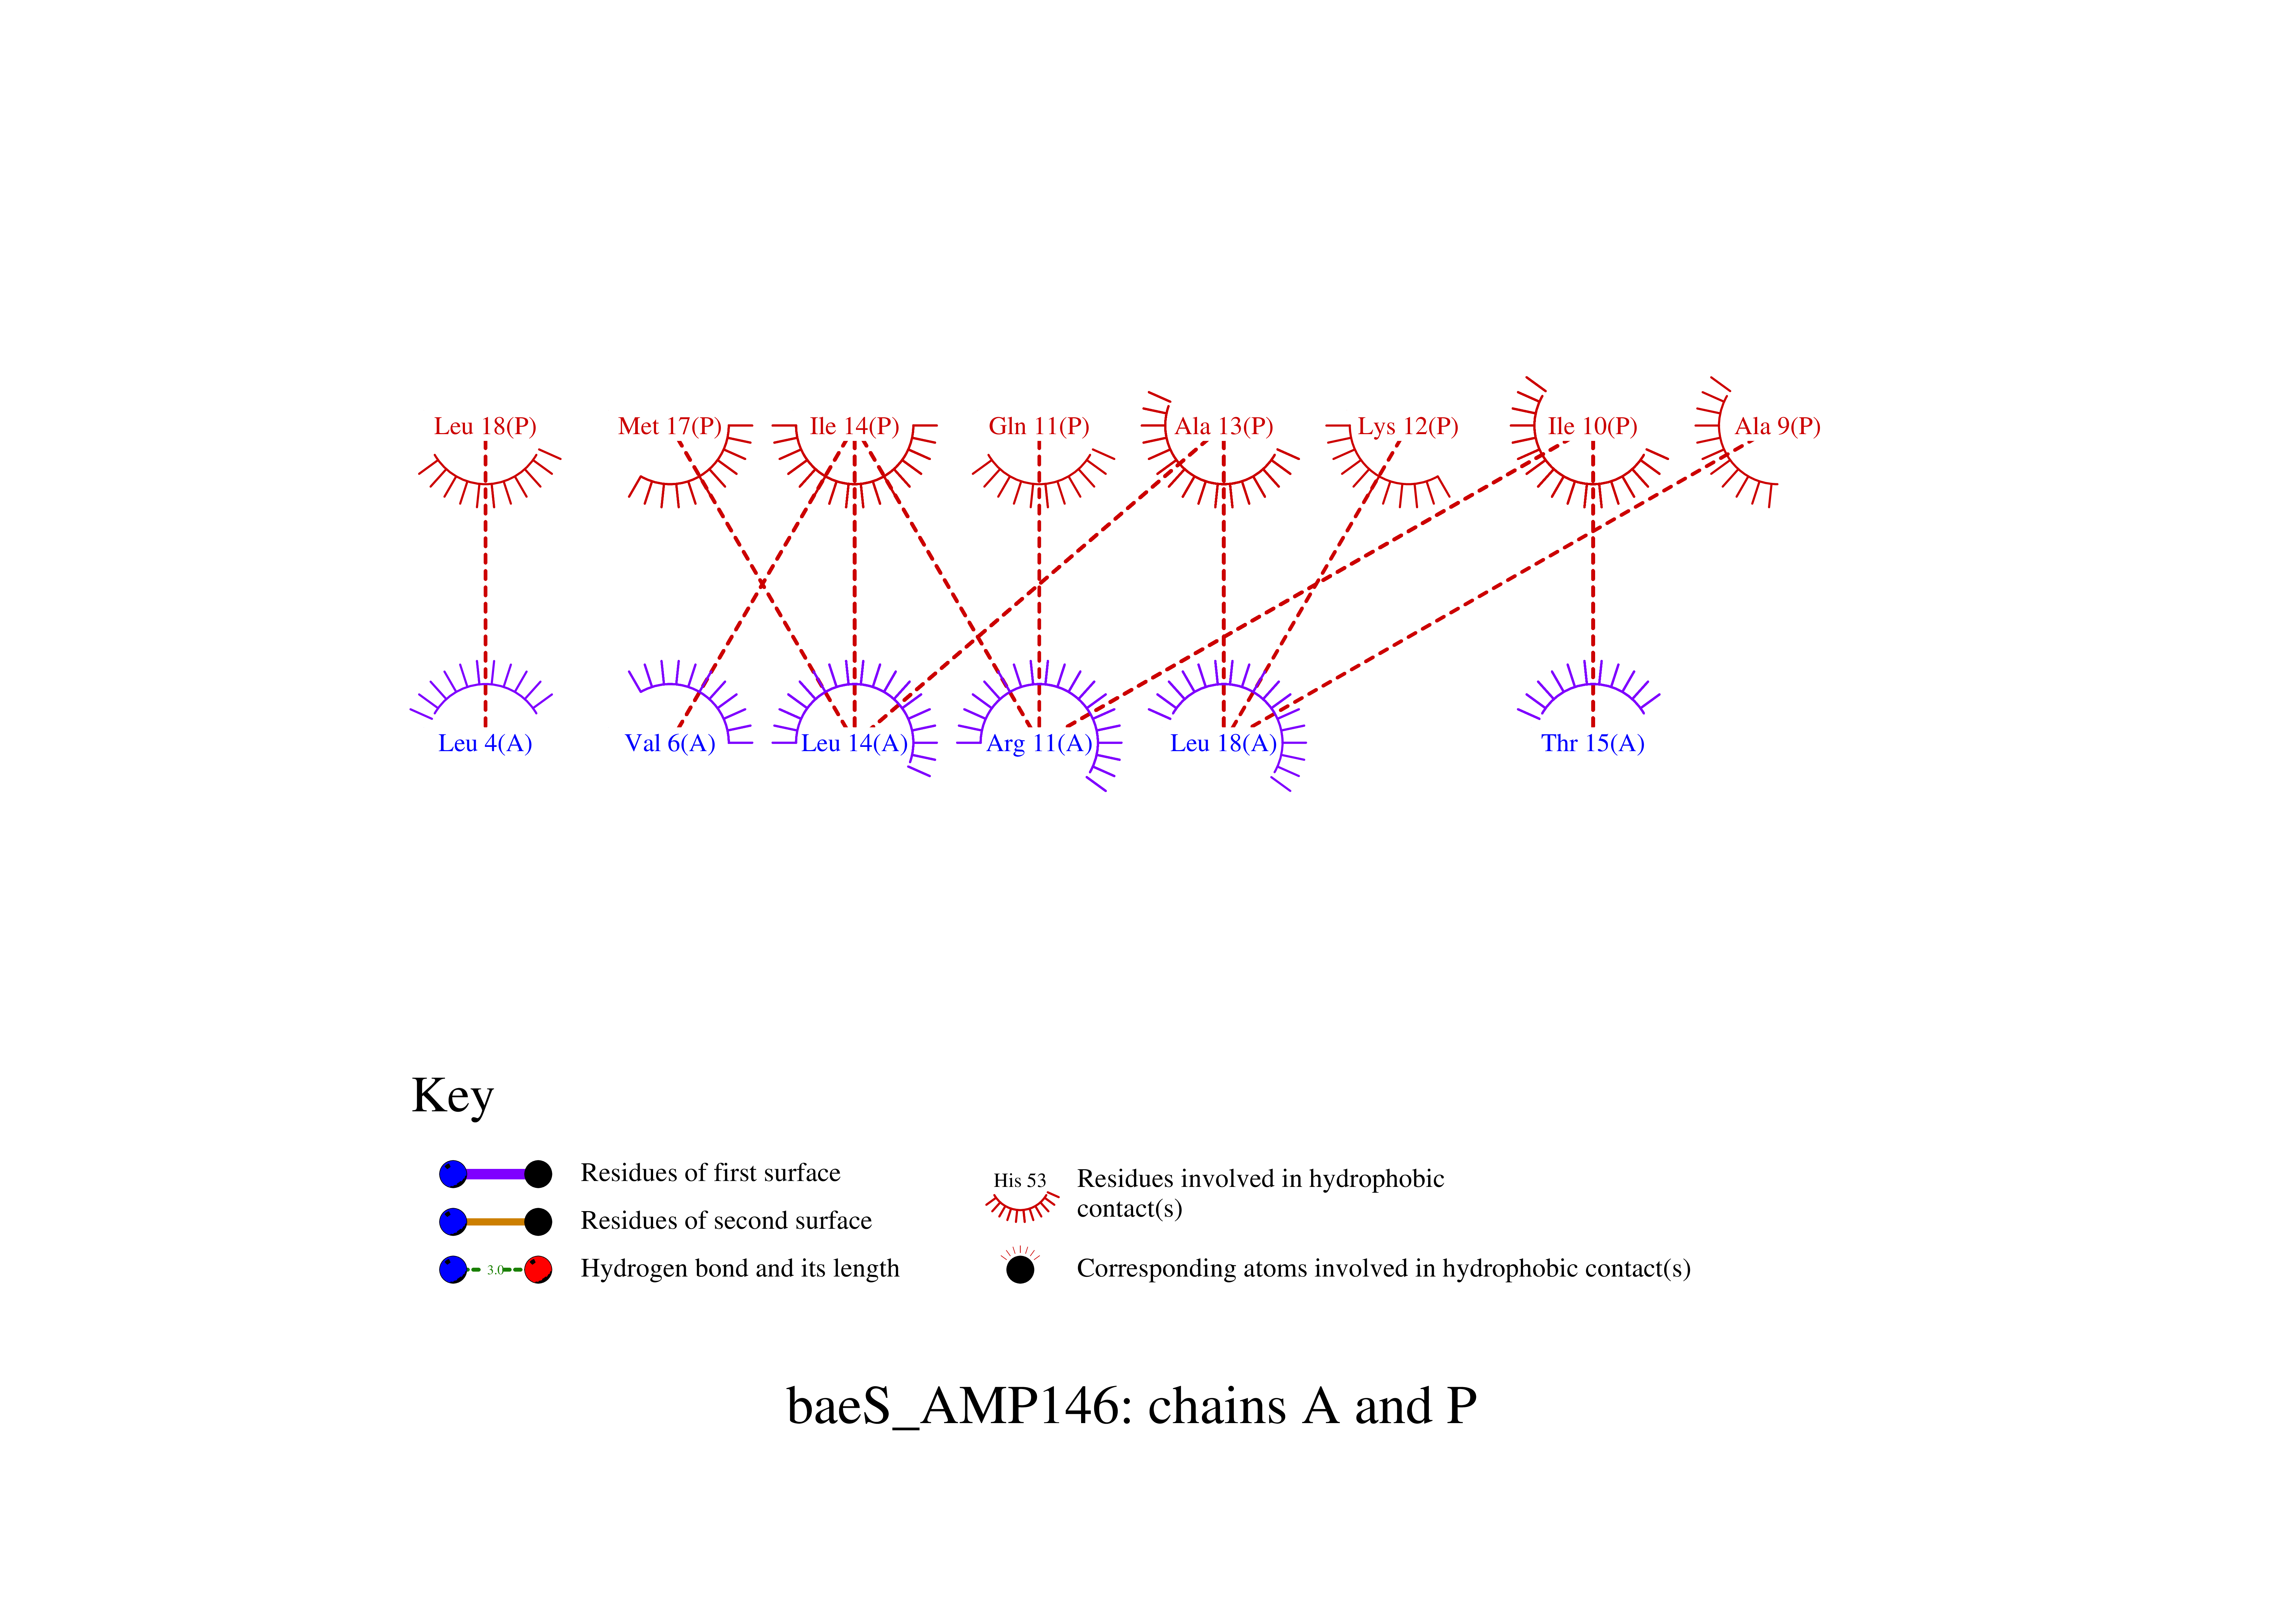 Leu 18(P) Met 17(P) Ile 14(P) Gln 11(P) Ala 13(P) Lys 12(P) Ile 10(P) Ala 9(P)
Leu 4(A) Val 6(A) Leu 14(A) Arg 11(A) Leu 18(A) Thr 15(A)
Key
Residues of first surface
Residues of second surface
3.0 Hydrogen bond and its length
His 53 Residues involved in hydrophobic
contact(s)
Corresponding atoms involved in hydrophobic contact(s)
baeS_AMP146: chains A and P